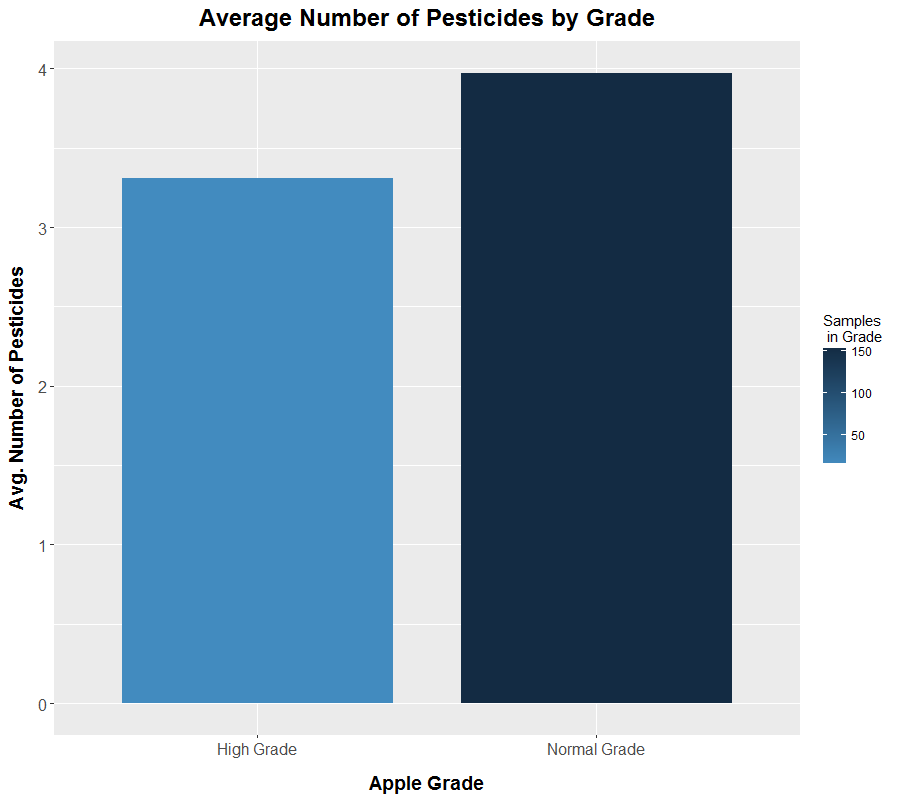 Average Number of Pesticides by Grade
Avg. Number of Pesticides
4
3
2
1
0
High Grade
Normal Grade
Apple Grade
Samples
in Grade
150
100
50